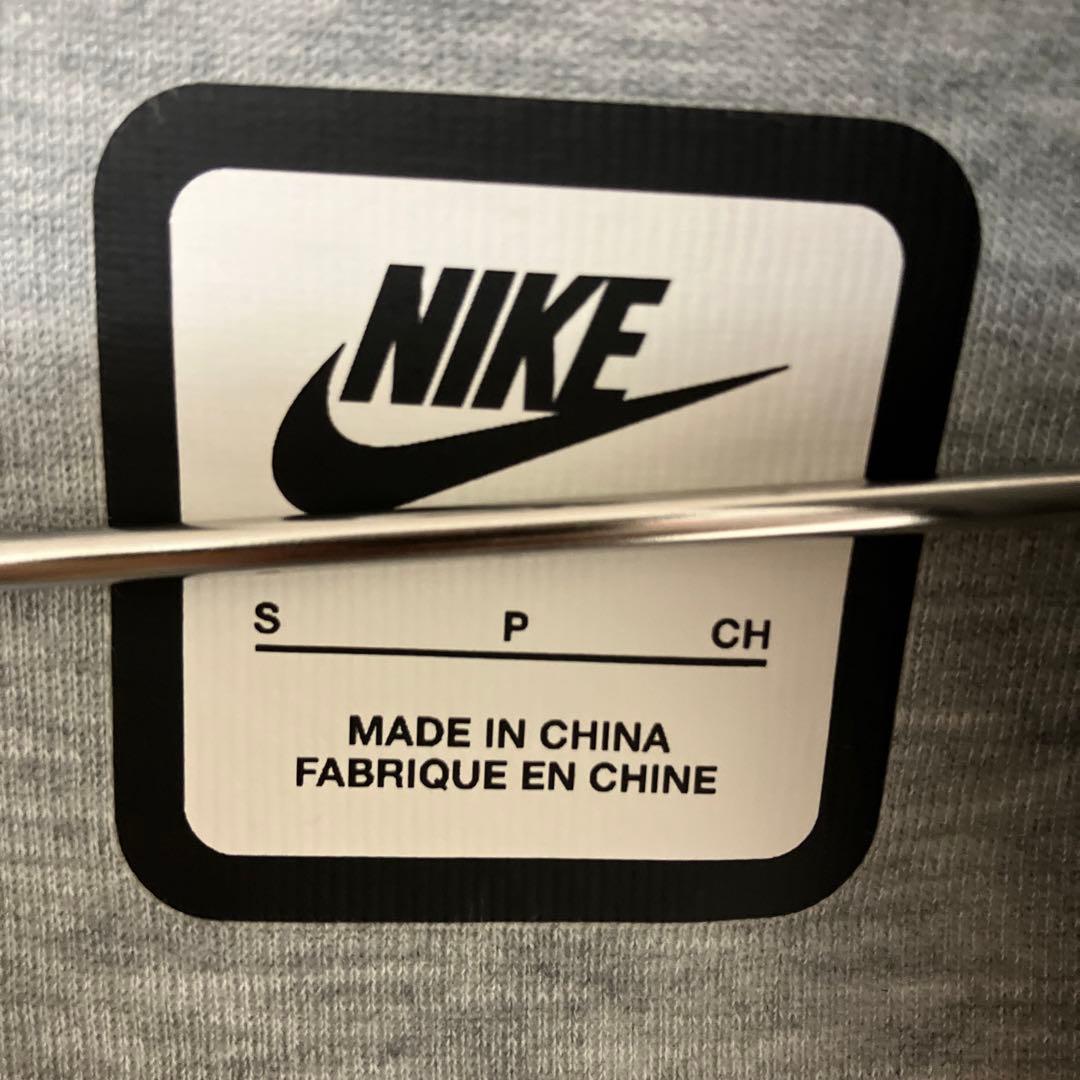 NIKE
S P CH
MADE IN CHINA
FABRIQUE EN CHINE